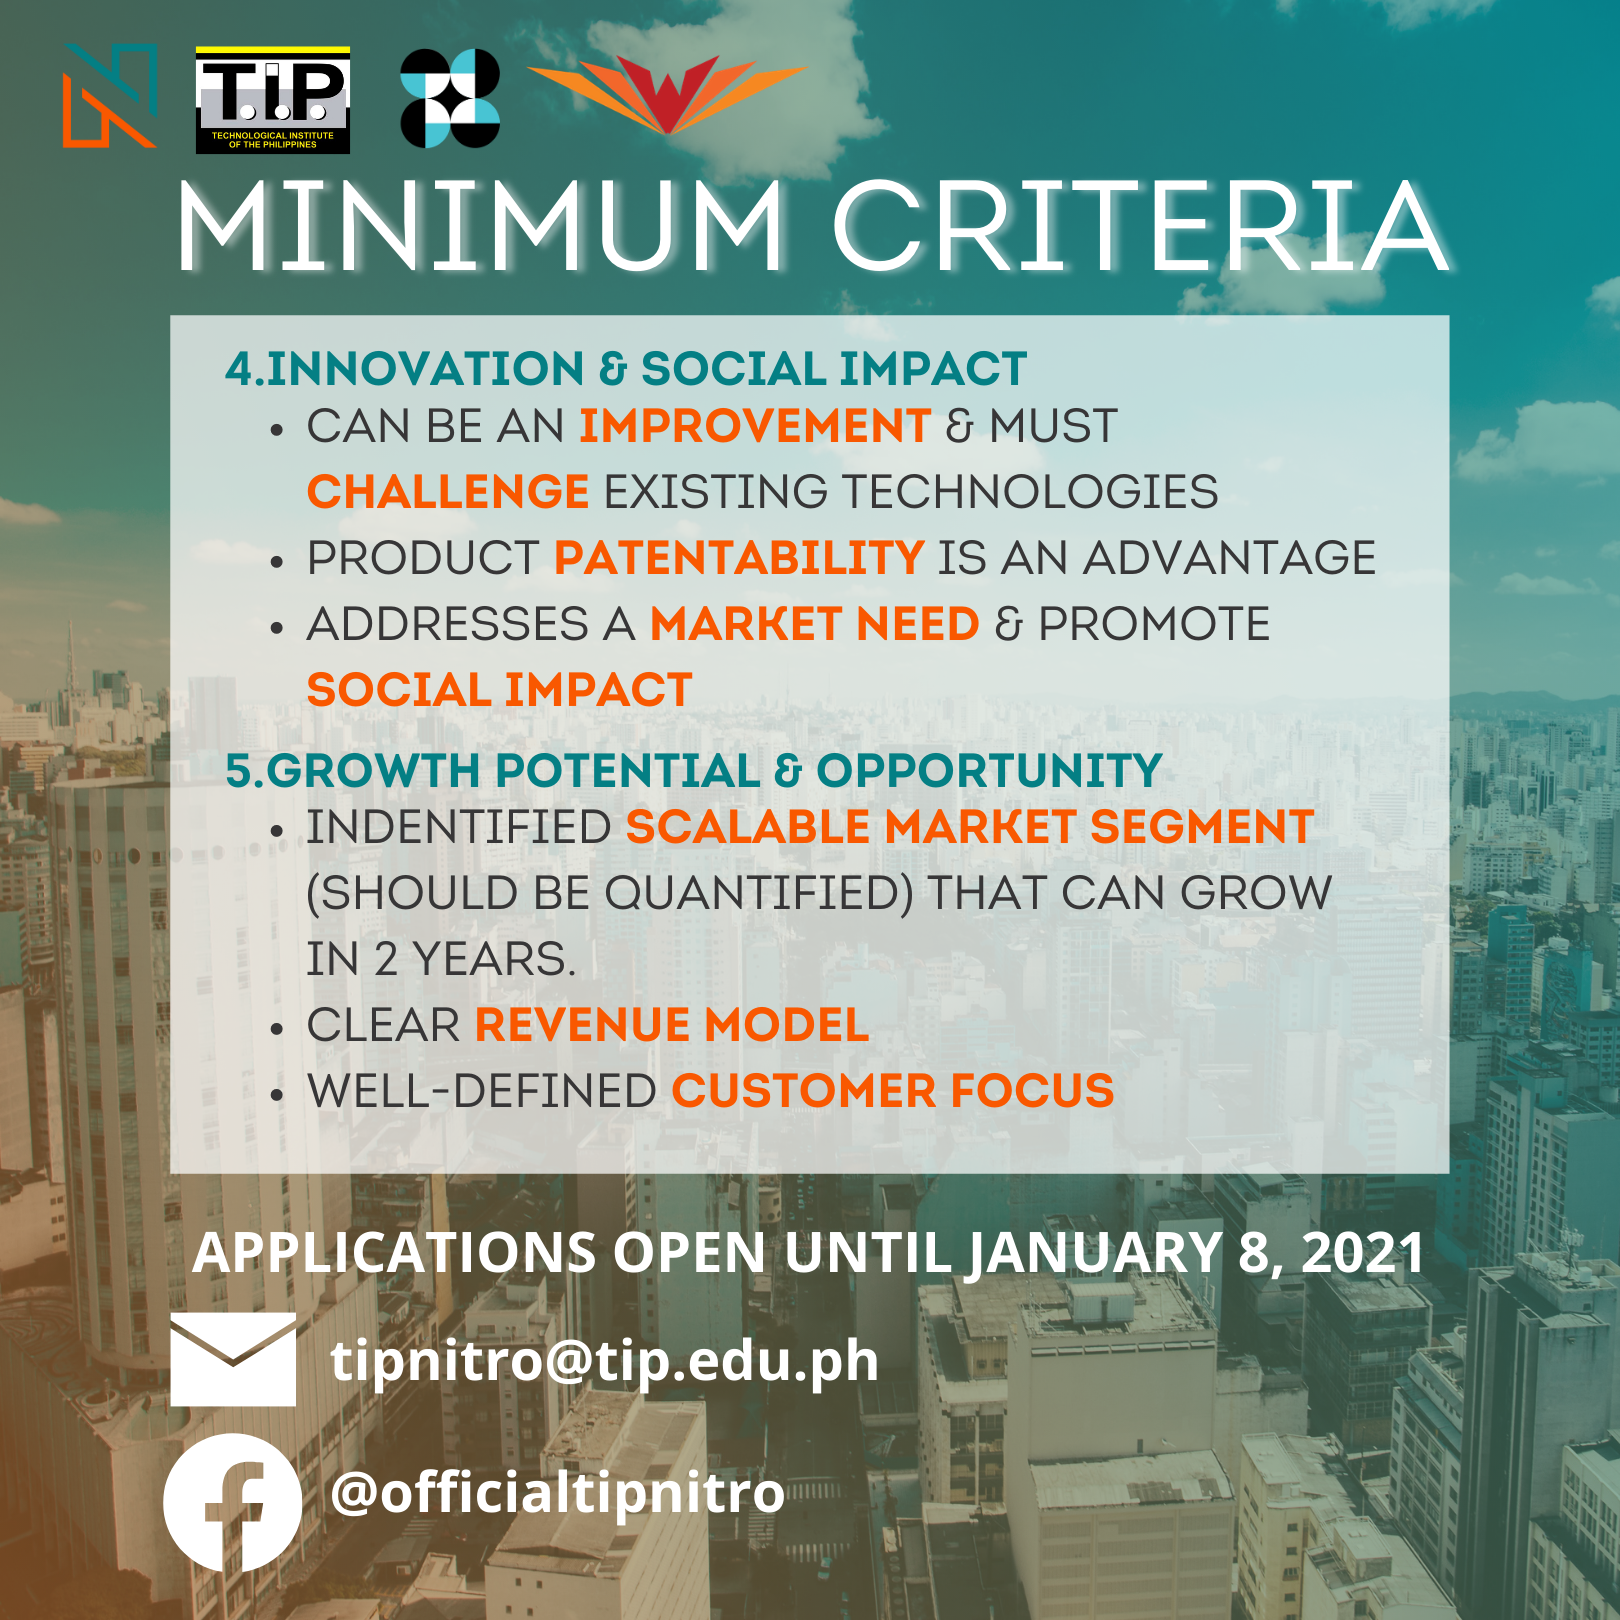 T.i.P.
TECHNOLOGICAL INSTITUTE
OF THE PHILIPPINES
MINIMUM CRITERIA
4.INNOVATION & SOCIAL IMPACT
• CAN BE AN IMPROVEMENT & MUST
CHALLENGE EXISTING TECHNOLOGIES
• PRODUCT PATENTABILITY IS AN ADVANTAGE
• ADDRESSES A MARKET NEED & PROMOTE
SOCIAL IMPACT
5.GROWTH POTENTIAL & OPPORTUNITY
• INDENTIFIED SCALABLE MARKET SEGMENT
(SHOULD BE QUANTIFIED) THAT CAN GROW
IN 2 YEARS.
• CLEAR REVENUE MODEL
• WELL-DEFINED CUSTOMER FOCUS
APPLICATIONS OPEN UNTIL JANUARY 8, 2021
tipnitro@tip.edu.ph
@officialtipnitro